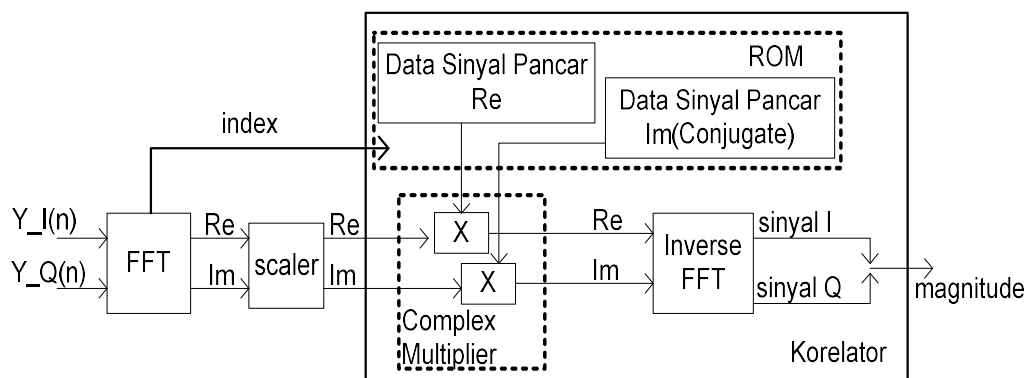 ROM
Data Sinyal Pancar
Re
Data Sinyal Pancar
Im(Conjugate)
index
Y_I(n)
Y_Q(n)
FFT
Re
Im
scaler
Re
Im
X
X
Complex
Multiplier
Re
Im
Inverse
FFT
sinyal I
sinyal Q
magnitude
Korelator